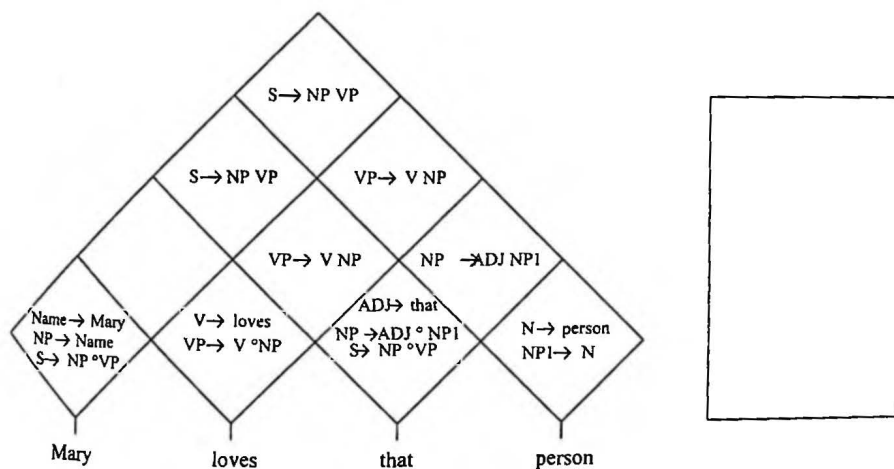 S→ NP VP
S→ NP VP
VP→ V NP
VP→ V NP
NP →ADJ NP1
Name→ Mary
NP→ Name
S→ NP °VP
V→ loves
VP→ V °NP
ADJ→ that
NP →ADJ ° NP1
S→ NP °VP
N→ person
NP1→ N
Mary
loves
that
person